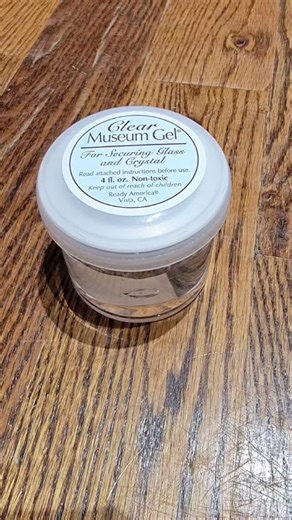 Clear
Museum Gel®
For Securing Glass
and Crystal
Read attached instructions before use.
4 fl. oz. Non-toxic
Keep out of reach of children
Ready America®
Vista, CA